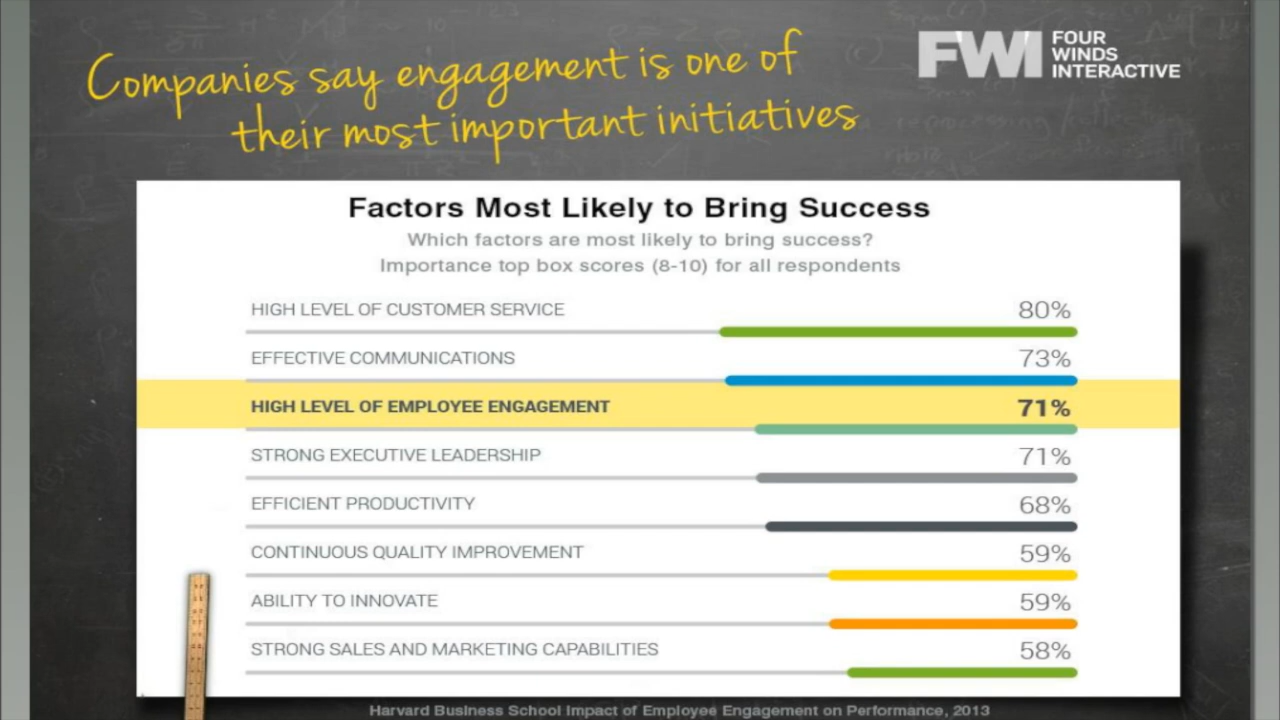 Companies say engagement is one of
their most important initiatives
FWI FOUR
WINDS
INTERACTIVE
Factors Most Likely to Bring Success
Which factors are most likely to bring success?
Importance top box scores (8-10) for all respondents
HIGH LEVEL OF CUSTOMER SERVICE 80%
EFFECTIVE COMMUNICATIONS 73%
HIGH LEVEL OF EMPLOYEE ENGAGEMENT 71%
STRONG EXECUTIVE LEADERSHIP 71%
EFFICIENT PRODUCTIVITY 68%
CONTINUOUS QUALITY IMPROVEMENT 59%
ABILITY TO INNOVATE 59%
STRONG SALES AND MARKETING CAPABILITIES 58%
Harvard Business School Impact of Employee Engagement on Performance, 2013